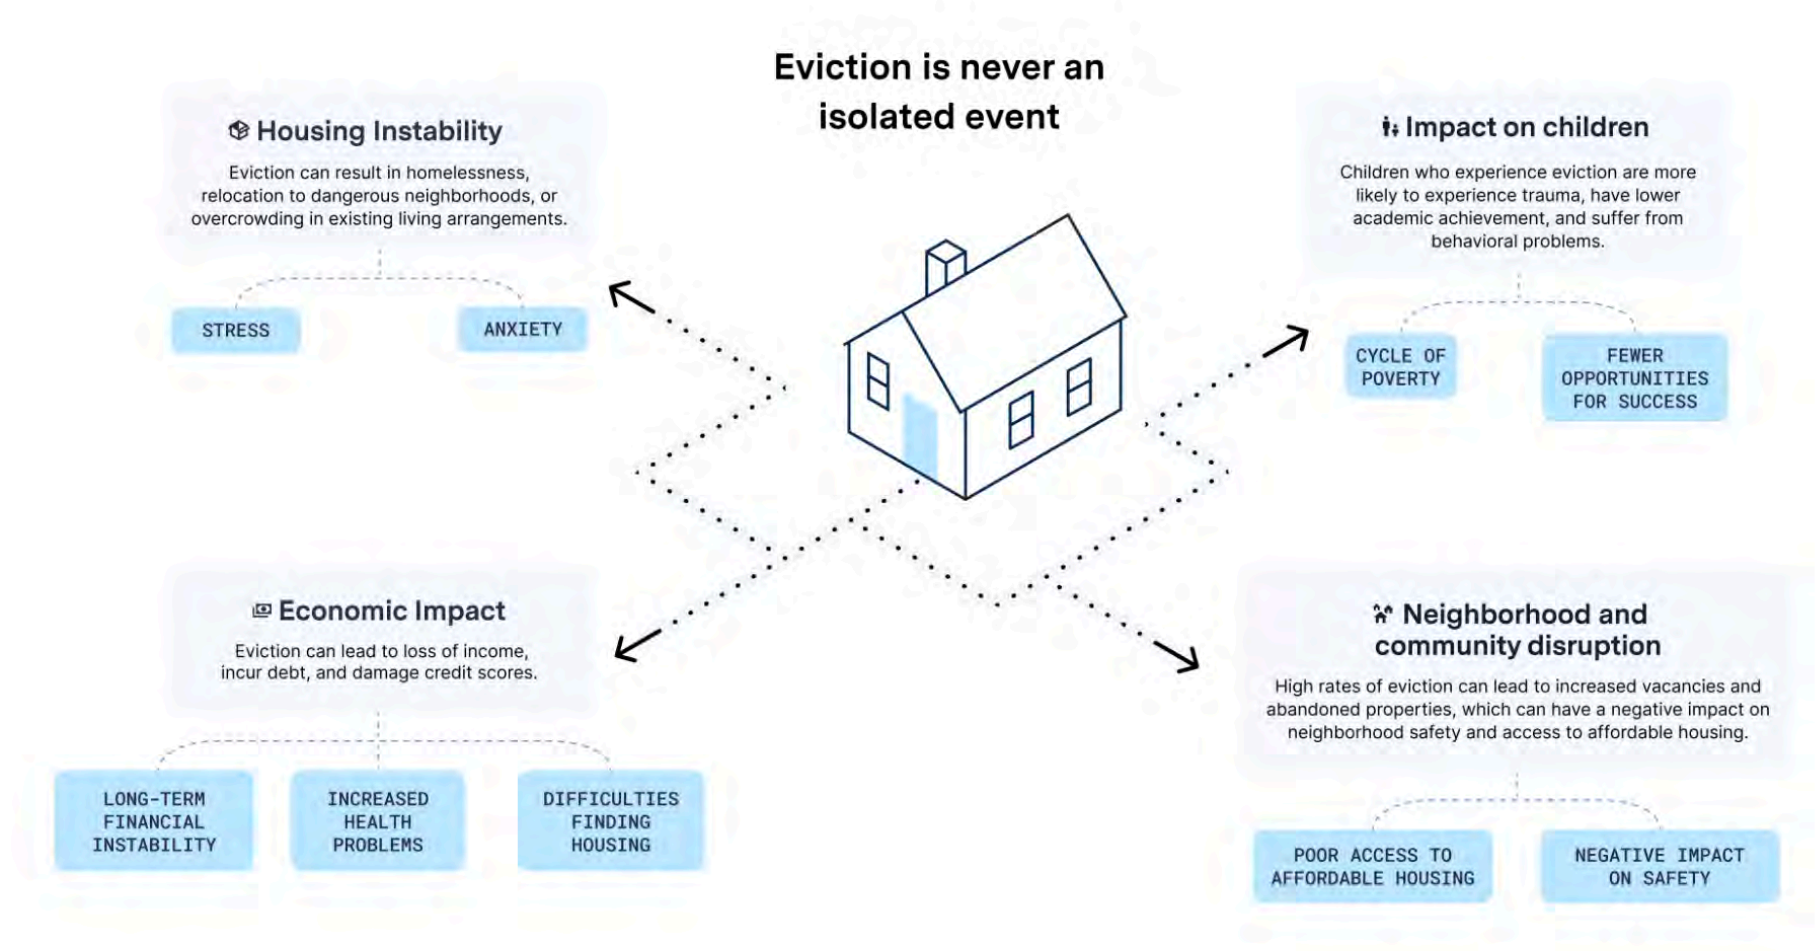 Eviction is never an
isolated event
Housing Instability
Eviction can result in homelessness,
relocation to dangerous neighborhoods, or
overcrowding in existing living arrangements.
STRESS
ANXIETY
Impact on children
Children who experience eviction are more
likely to experience trauma, have lower
academic achievement, and suffer from
behavioral problems.
CYCLE OF
POVERTY
FEWER
OPPORTUNITIES
FOR SUCCESS
Economic Impact
Eviction can lead to loss of income,
incur debt, and damage credit scores.
LONG-TERM
FINANCIAL
INSTABILITY
INCREASED
HEALTH
PROBLEMS
DIFFICULTIES
FINDING
HOUSING
Neighborhood and
community disruption
High rates of eviction can lead to increased vacancies and
abandoned properties, which can have a negative impact on
neighborhood safety and access to affordable housing.
POOR ACCESS TO
AFFORDABLE HOUSING
NEGATIVE IMPACT
ON SAFETY